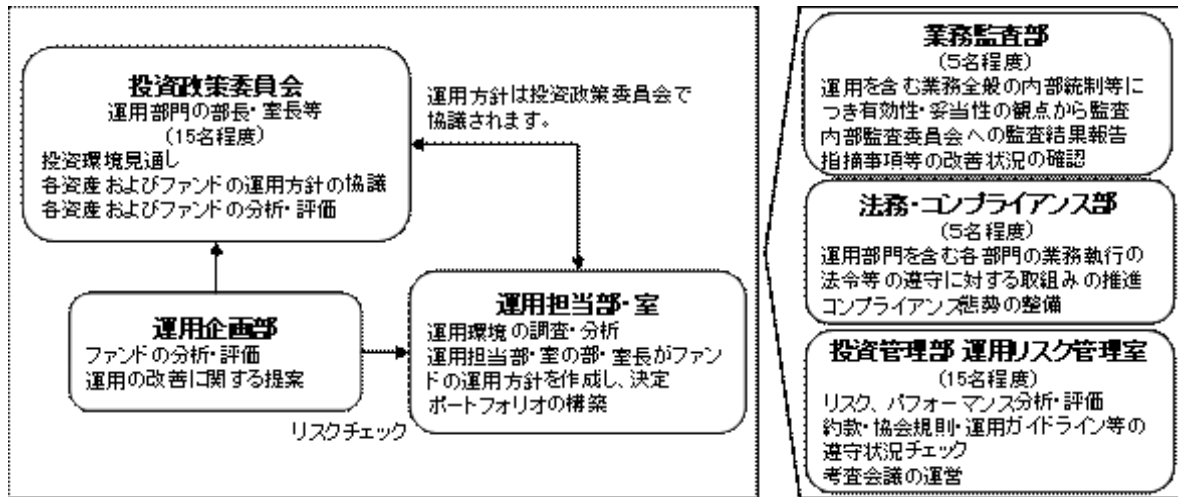 投資政策委員会
運用部門の部長・室長等
(15名程度)
投資環境見通し
各資産およびファンドの運用方針の協議
各資産およびファンドの分析・評価
運用方針は投資政策委員会で
協議されます。
運用企画部
ファンドの分析・評価
運用の改善に関する提案
リスクチェック
運用担当部・室
運用環境の調査・分析
運用担当部・室の部・室長がファン
ドの運用方針を作成し、決定
ポートフォリオの構築
業務監査部
(5名程度)
運用を含む業務全般の内部統制等に
つき有効性・妥当性の観点から監査
内部監査委員会への監査結果報告
指摘事項等の改善状況の確認
法務・コンプライアンス部
(5名程度)
運用部門を含む各部門の業務執行の
法令等の遵守に対する取組みの推進
コンプライアンス態勢の整備
投資管理部 運用リスク管理室
(15名程度)
リスク、パフォーマンス分析・評価
約款・協会規則・運用ガイドライン等の
遵守状況チェック
考査会議の運営